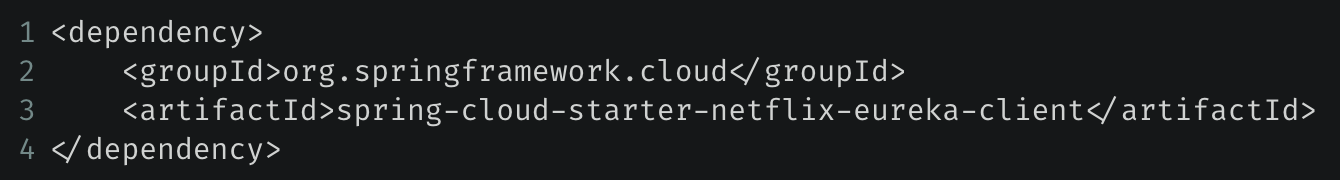 1 <dependency>
2     <groupId>org.springframework.cloud</groupId>
3     <artifactId>spring-cloud-starter-netflix-eureka-client</artifactId>
4 </dependency>